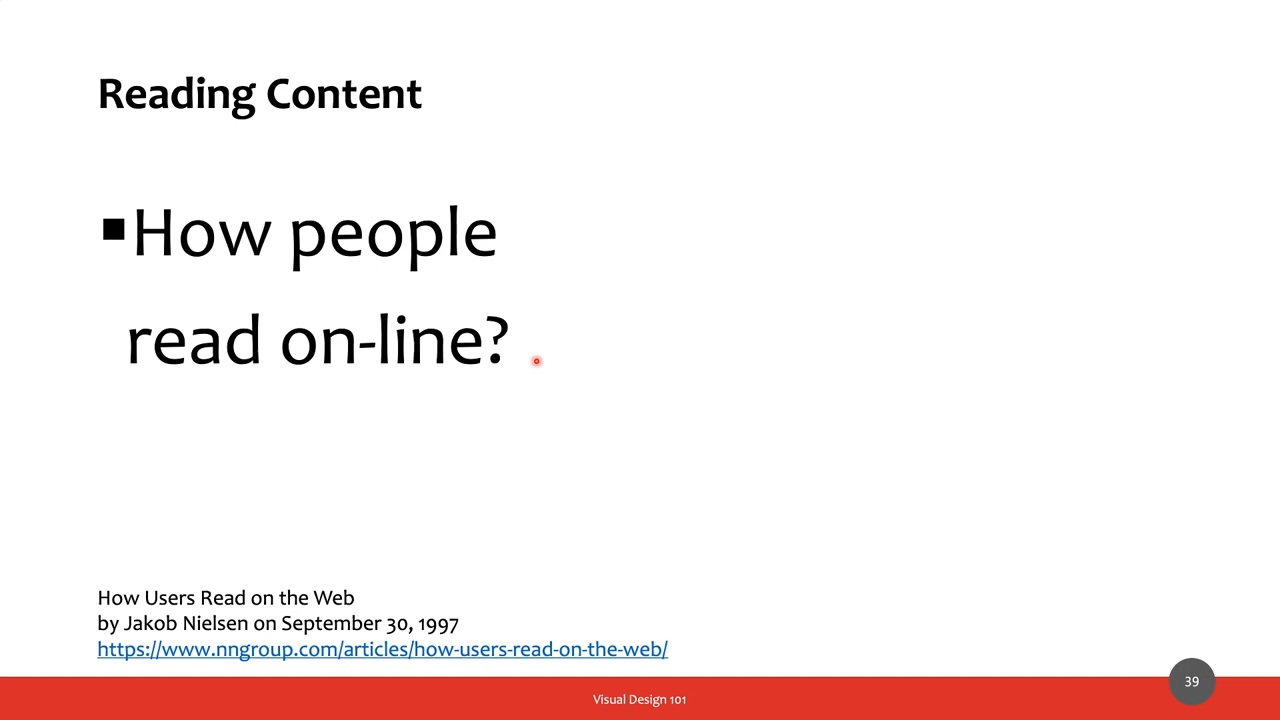 Reading Content
▪How people
read on-line?
How Users Read on the Web
by Jakob Nielsen on September 30, 1997
https://www.nngroup.com/articles/how-users-read-on-the-web/
39
Visual Design 101